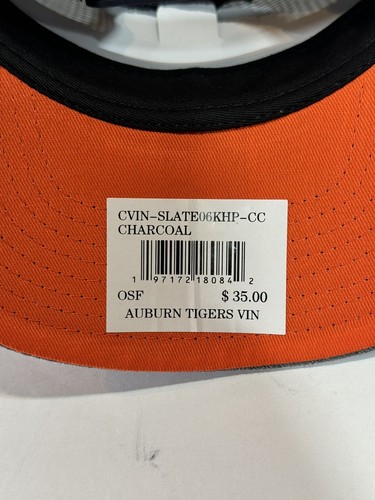 CVIN-SLATE06KHP-CC
CHARCOAL
1 97172 18084 2
OSF $ 35.00
AUBURN TIGERS VIN